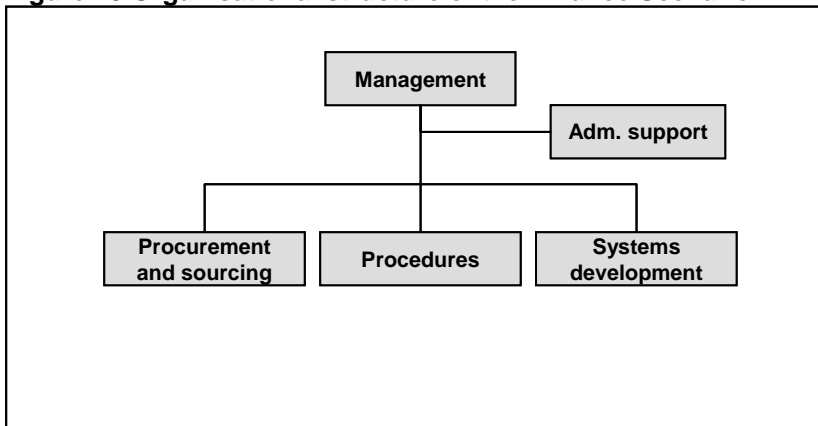 Management
Adm. support
Procurement
and sourcing
Procedures
Systems
development